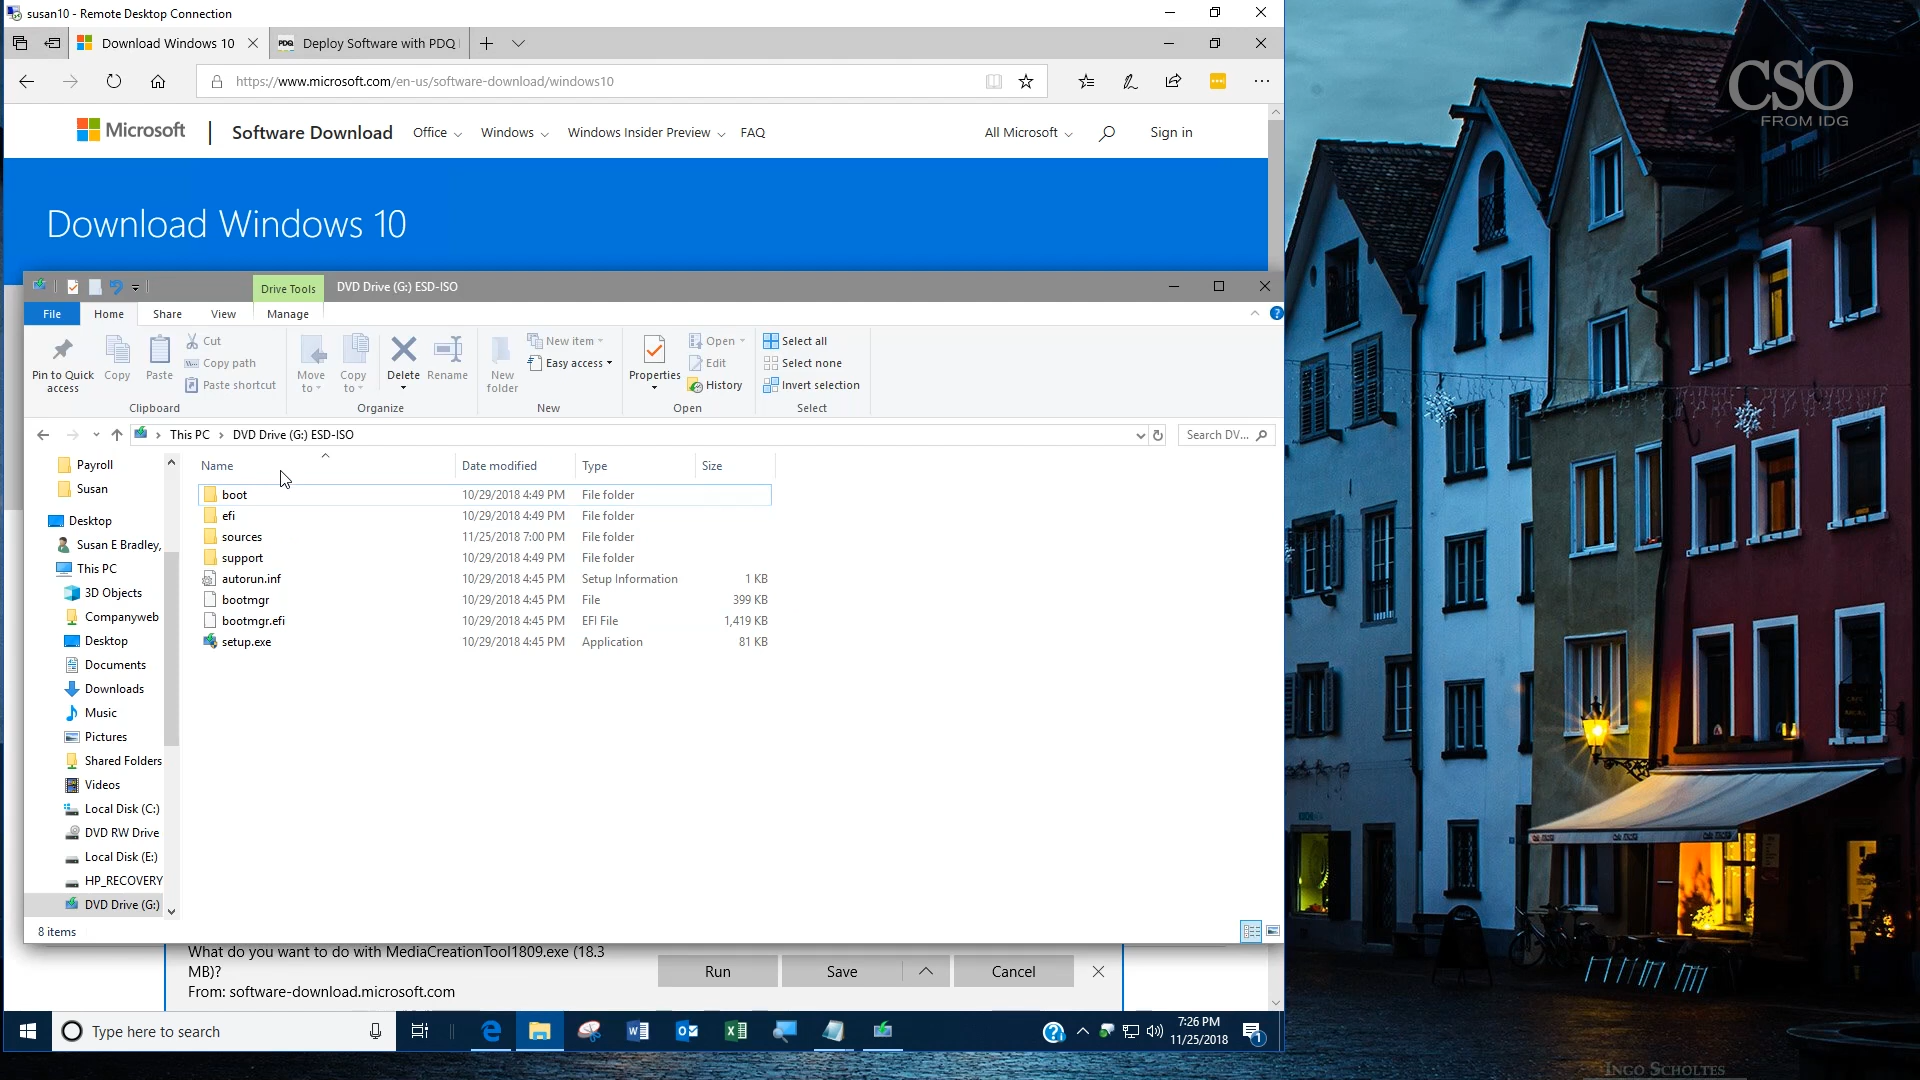 susan10 - Remote Desktop Connection
Download Windows 10
PDQ Deploy Software with PDQ
https://www.microsoft.com/en-us/software-download/windows10
Microsoft Software Download Office Windows Windows Insider Preview FAQ All Microsoft Sign in
Download Windows 10
Drive Tools DVD Drive (G:) ESD-ISO
File Home Share View Manage
Pin to Quick access
Copy
Paste
Cut
Copy path
Paste shortcut
Clipboard
Move to
Copy to
Delete
Rename
Organize
New folder
New item
Easy access
New
Properties
Open
Edit
History
Open
Select all
Select none
Invert selection
Select
This PC > DVD Drive (G:) ESD-ISO
Search DV...
Payroll
Susan
Desktop
Susan E Bradley,
This PC
3D Objects
Companyweb
Desktop
Documents
Downloads
Music
Pictures
Shared Folders
Videos
Local Disk (C:)
DVD RW Drive
Local Disk (E:)
HP_RECOVERY
DVD Drive (G:)
Name Date modified Type Size
boot 10/29/2018 4:49 PM File folder
efi 10/29/2018 4:49 PM File folder
sources 11/25/2018 7:00 PM File folder
support 10/29/2018 4:49 PM File folder
autorun.inf 10/29/2018 4:45 PM Setup Information 1 KB
bootmgr 10/29/2018 4:45 PM File 399 KB
bootmgr.efi 10/29/2018 4:45 PM EFI File 1,419 KB
setup.exe 10/29/2018 4:45 PM Application 81 KB
8 items
What do you want to do with MediaCreationTool1809.exe (18.3
MB)?
From: software-download.microsoft.com
Run Save Cancel
Type here to search
7:26 PM
11/25/2018
1
CSO
FROM IDG
INGO SCHOLTES